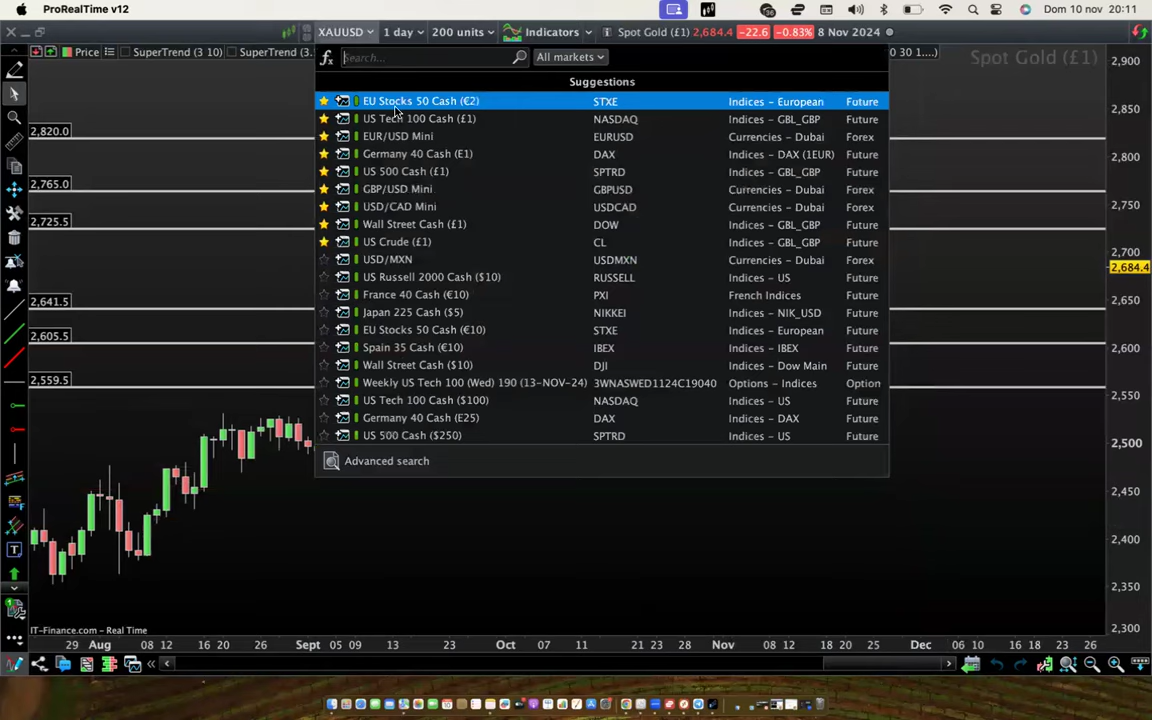 ProRealTime v12
Dom 10 nov 20:11
XAUUSD 1 day 200 units Indicators Spot Gold (£1) 2,684.4 -22.6 -0.83% 8 Nov 2024
Price SuperTrend (3 10) SuperTrend (3. 0 30 1...)
Search... All markets
Spot Gold (£1)
Suggestions
EU Stocks 50 Cash (€2) STXE Indices - European Future
US Tech 100 Cash (£1) NASDAQ Indices - GBL_GBP Future
EUR/USD Mini EURUSD Currencies - Dubai Forex
Germany 40 Cash (E1) DAX Indices - DAX (1EUR) Future
US 500 Cash (£1) SPTRD Indices - GBL_GBP Future
GBP/USD Mini GBPUSD Currencies - Dubai Forex
USD/CAD Mini USDCAD Currencies - Dubai Forex
Wall Street Cash (£1) DOW Indices - GBL_GBP Future
US Crude (£1) CL Indices - GBL_GBP Future
USD/MXN USDMXN Currencies - Dubai Forex
US Russell 2000 Cash ($10) RUSSELL Indices - US Future
France 40 Cash (€10) PXI French Indices Future
Japan 225 Cash ($5) NIKKEI Indices - NIK_USD Future
EU Stocks 50 Cash (€10) STXE Indices - European Future
Spain 35 Cash (€10) IBEX Indices - IBEX Future
Wall Street Cash ($10) DJI Indices - Dow Main Future
Weekly US Tech 100 (Wed) 190 (13-NOV-24) 3WNASWED1124C19040 Options - Indices Option
US Tech 100 Cash ($100) NASDAQ Indices - US Future
Germany 40 Cash (E25) DAX Indices - DAX Future
US 500 Cash ($250) SPTRD Indices - US Future
Advanced search
2,820.0
2,765.0
2,725.5
2,641.5
2,605.5
2,559.5
2,900
2,850
2,800
2,750
2,700
2,684.4
2,650
2,600
2,550
2,500
2,450
2,400
2,350
2,300
IT-Finance.com - Real Time
29 Aug 08 12 16 20 26 Sept 05 09 13 23 Oct 07 11 21 23 28 Nov 08 12 18 20 25 Dec 06 10 16 18 26